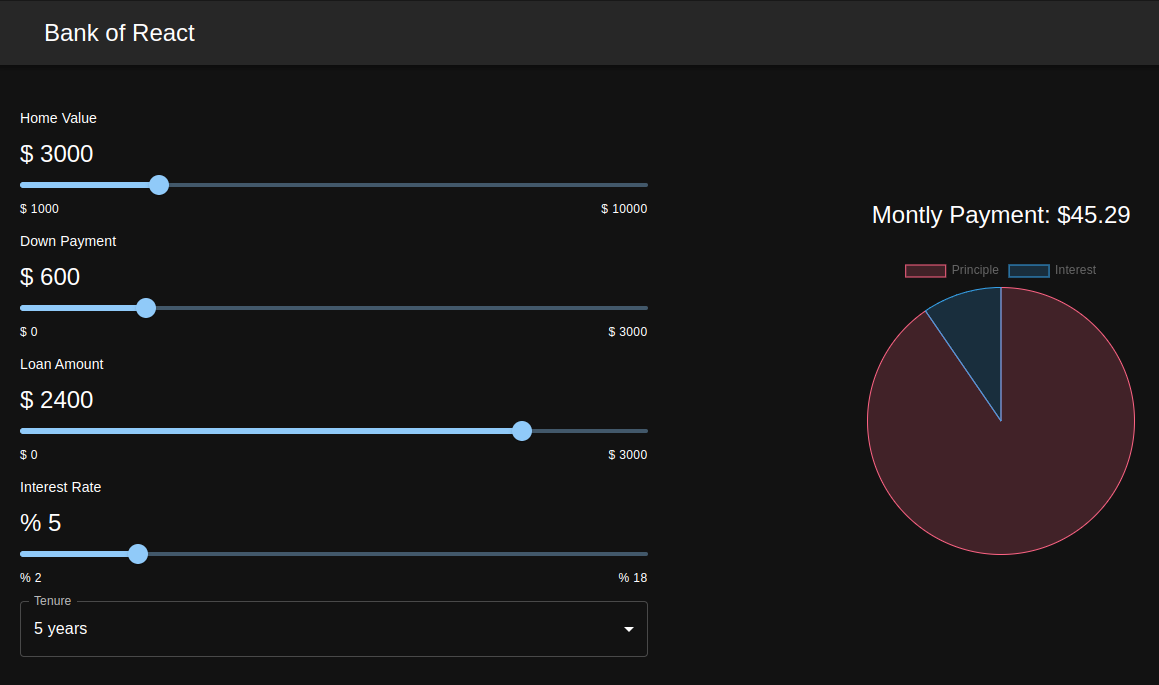 Bank of React
Home Value
$ 3000
$ 1000 $ 10000
Down Payment
$ 600
$ 0 $ 3000
Loan Amount
$ 2400
$ 0 $ 3000
Interest Rate
% 5
% 2 % 18
Tenure
5 years
Montly Payment: $45.29
Principle Interest